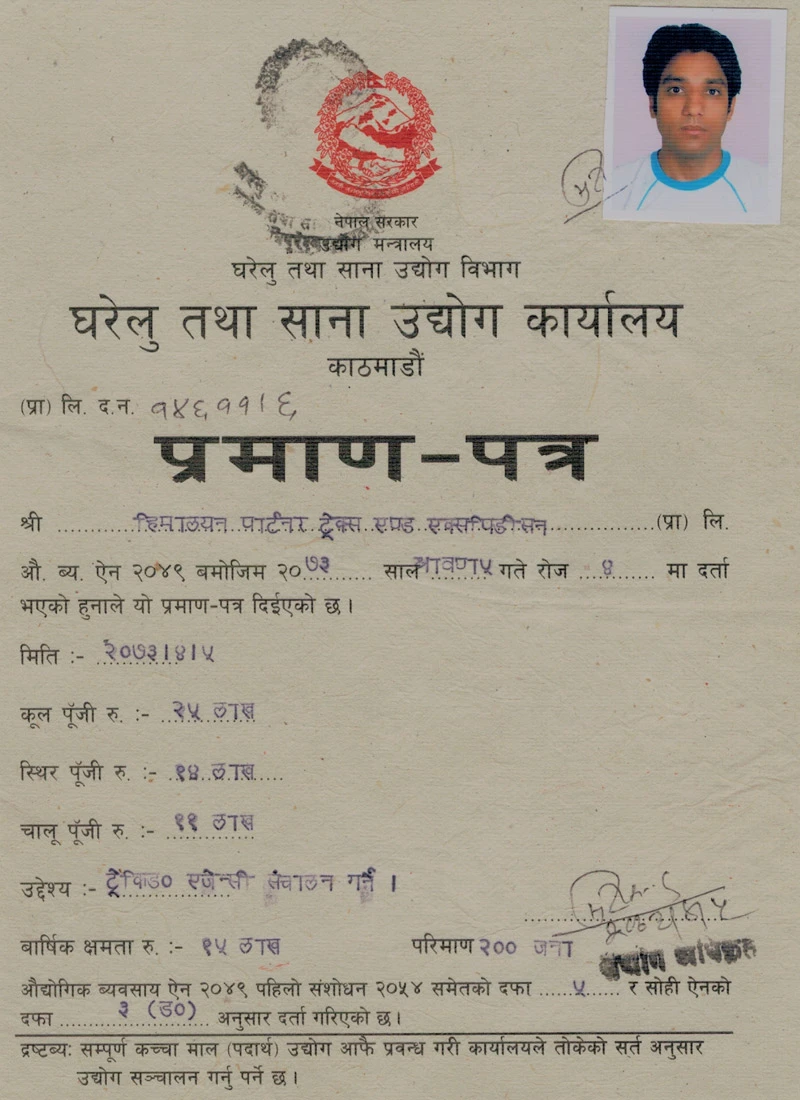 नेपाल सरकार
उद्योग मन्त्रालय
घरेलु तथा साना उद्योग विभाग
घरेलु तथा साना उद्योग कार्यालय
काठमाडौं
(प्रा) लि. द.न. १४६११।६
प्रमाण-पत्र
श्री हिमालयन पार्टनर ट्रेक्स एण्ड एक्सपिडीसन (प्रा) लि.
औ. ब्य. ऐन २०४९ बमोजिम २०७३ साल श्रावण ५ गते रोज ४ मा दर्ता
भएको हुनाले यो प्रमाण-पत्र दिईएको छ।
मिति :- २०७३।४।५
कूल पूँजी रु. :- २५ लाख
स्थिर पूँजी रु. :- १४ लाख
चालू पूँजी रु. :- ११ लाख
उद्देश्य :- ट्रेकिङ० एजेन्सी संचालन गर्ने ।
बार्षिक क्षमता रु. :- १५ लाख परिमाण २०० जना
उद्योग अधिकृत
औद्योगिक ब्यवसाय ऐन २०४९ पहिलो संशोधन २०५४ समेतको दफा ५ र सोही ऐनको
दफा ३ (ड०) अनुसार दर्ता गरिएको छ।
द्रष्टब्य: सम्पूर्ण कच्चा माल (पदार्थ) उद्योग आफै प्रवन्ध गरी कार्यालयले तोकेको सर्त अनुसार
उद्योग सञ्चालन गर्नु पर्ने छ।